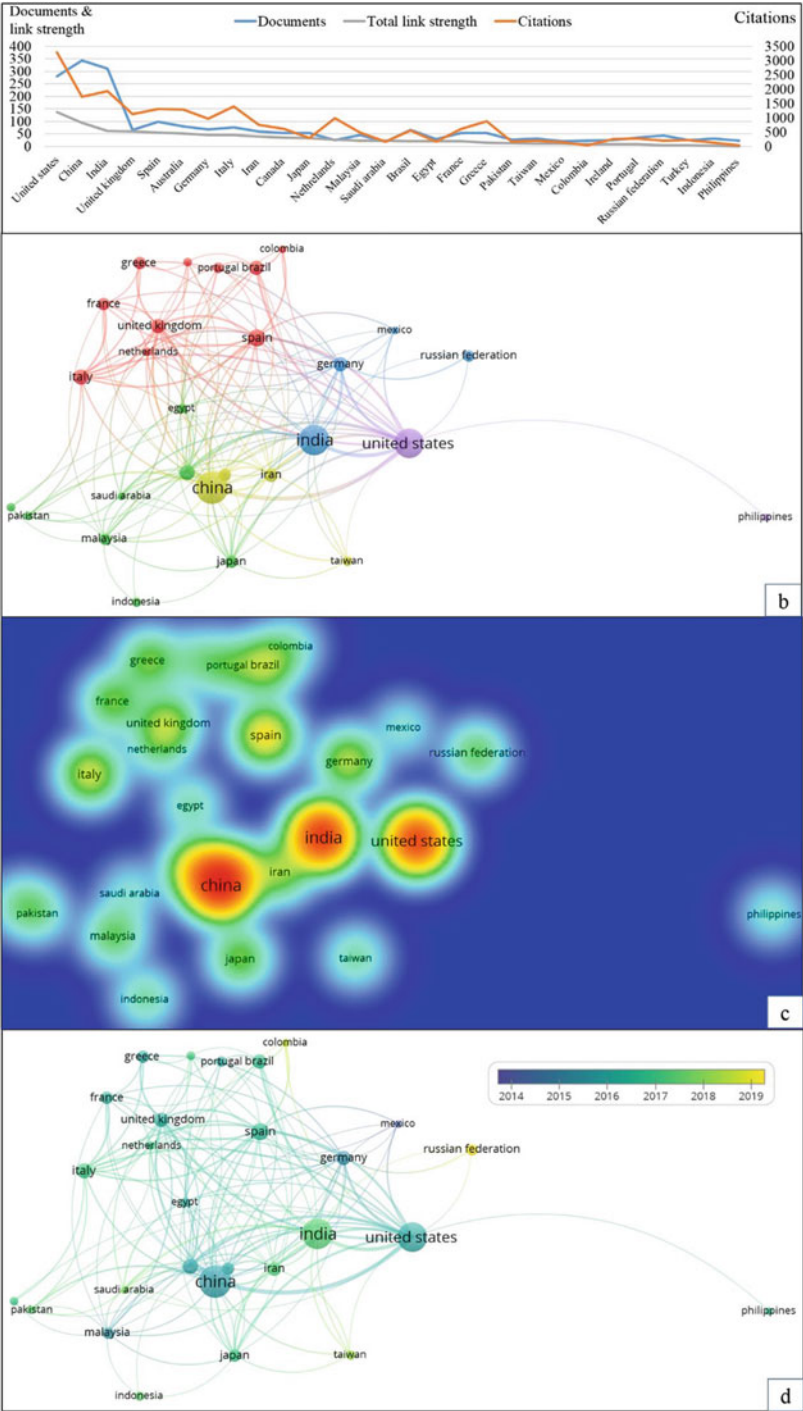 Documents &
link strength
Documents
Total link strength
Citations
Citations
400
350
300
250
200
150
100
50
0
3500
3000
2500
2000
1500
1000
500
0
United states
China
India
United kingdom
Spain
Australia
Germany
Italy
Iran
Canada
Japan
Nethrelands
Malaysia
Saudi arabia
Brasil
Egypt
France
Greece
Pakistan
Taiwan
Mexico
Colombia
Ireland
Portugal
Russian federation
Turkey
Indonesia
Philippines
colombia
greece
portugal brazil
france
united kingdom
mexico
spain
netherlands
russian federation
germany
italy
egypt
india
united states
iran
china
saudi arabia
pakistan
philippines
malaysia
japan
taiwan
indonesia
b
colombia
greece
portugal brazil
france
united kingdom
mexico
spain
netherlands
russian federation
germany
italy
egypt
india
united states
iran
china
saudi arabia
pakistan
philippines
malaysia
japan
taiwan
indonesia
c
colombia
greece
portugal brazil
2014 2015 2016 2017 2018 2019
france
united kingdom
mexico
spain
netherlands
russian federation
germany
italy
egypt
india
united states
iran
china
saudi arabia
pakistan
philippines
malaysia
japan
taiwan
indonesia
d